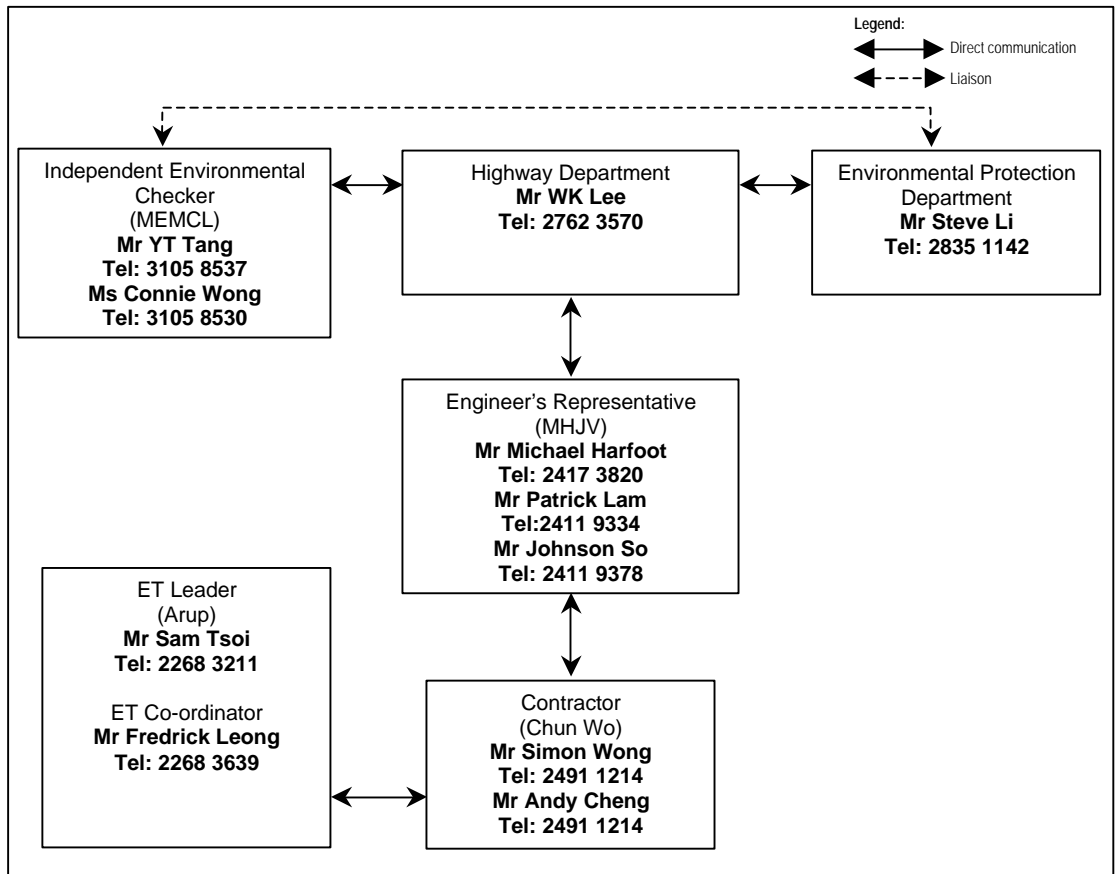 Legend:
Direct communication
Liaison
Independent Environmental
Checker
(MEMCL)
Mr YT Tang
Tel: 3105 8537
Ms Connie Wong
Tel: 3105 8530
Highway Department
Mr WK Lee
Tel: 2762 3570
Environmental Protection
Department
Mr Steve Li
Tel: 2835 1142
Engineer's Representative
(MHJV)
Mr Michael Harfoot
Tel: 2417 3820
Mr Patrick Lam
Tel:2411 9334
Mr Johnson So
Tel: 2411 9378
ET Leader
(Arup)
Mr Sam Tsoi
Tel: 2268 3211
ET Co-ordinator
Mr Fredrick Leong
Tel: 2268 3639
Contractor
(Chun Wo)
Mr Simon Wong
Tel: 2491 1214
Mr Andy Cheng
Tel: 2491 1214